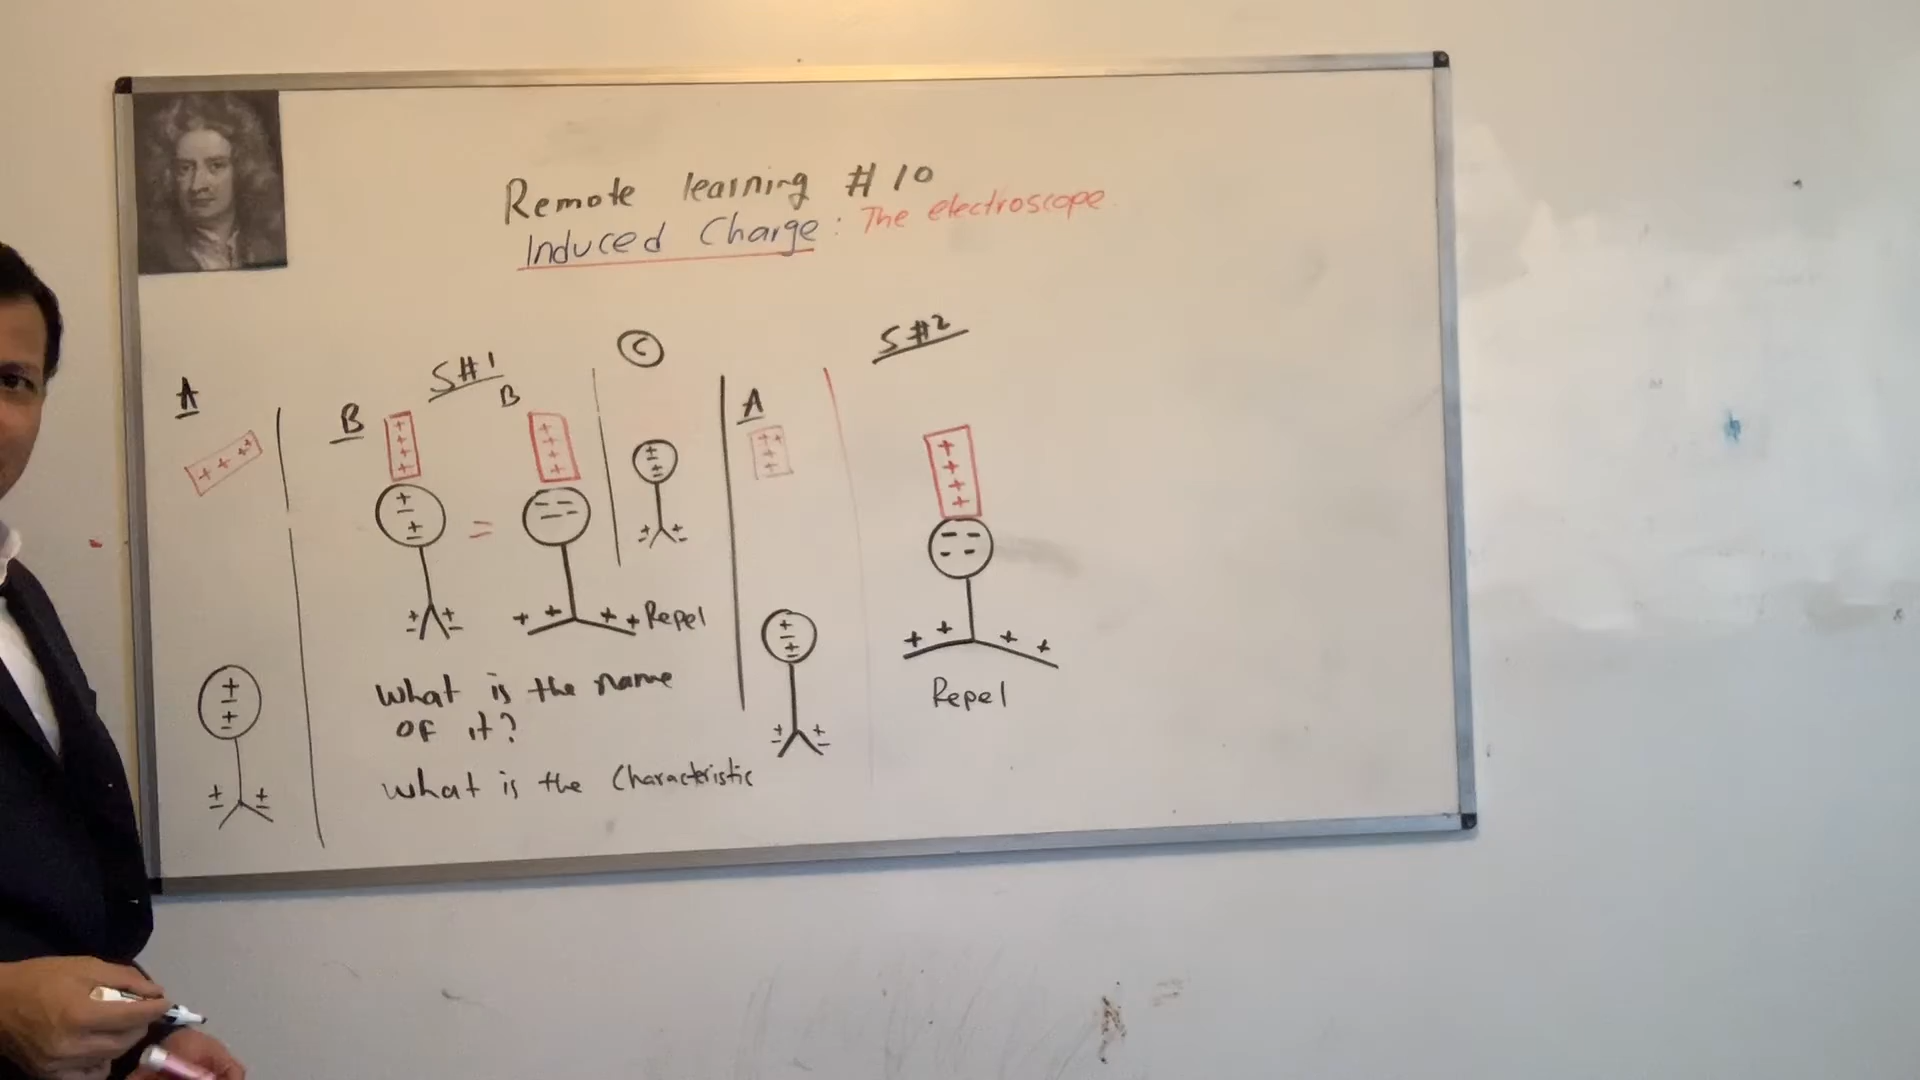 Remote learning #10
Induced Charge: The electroscope.
A
S#1
B
B
C
A
S#2
+ + + +
+ + + +
+ + + +
+ + + +
+ + + +
± ±
- - - -
± ±
± ±
- - - -
± ±
± ±
+ + + + Repel
± ±
± ±
+ + + +
Repel
± ±
What is the name
of it?
What is the Characteristic